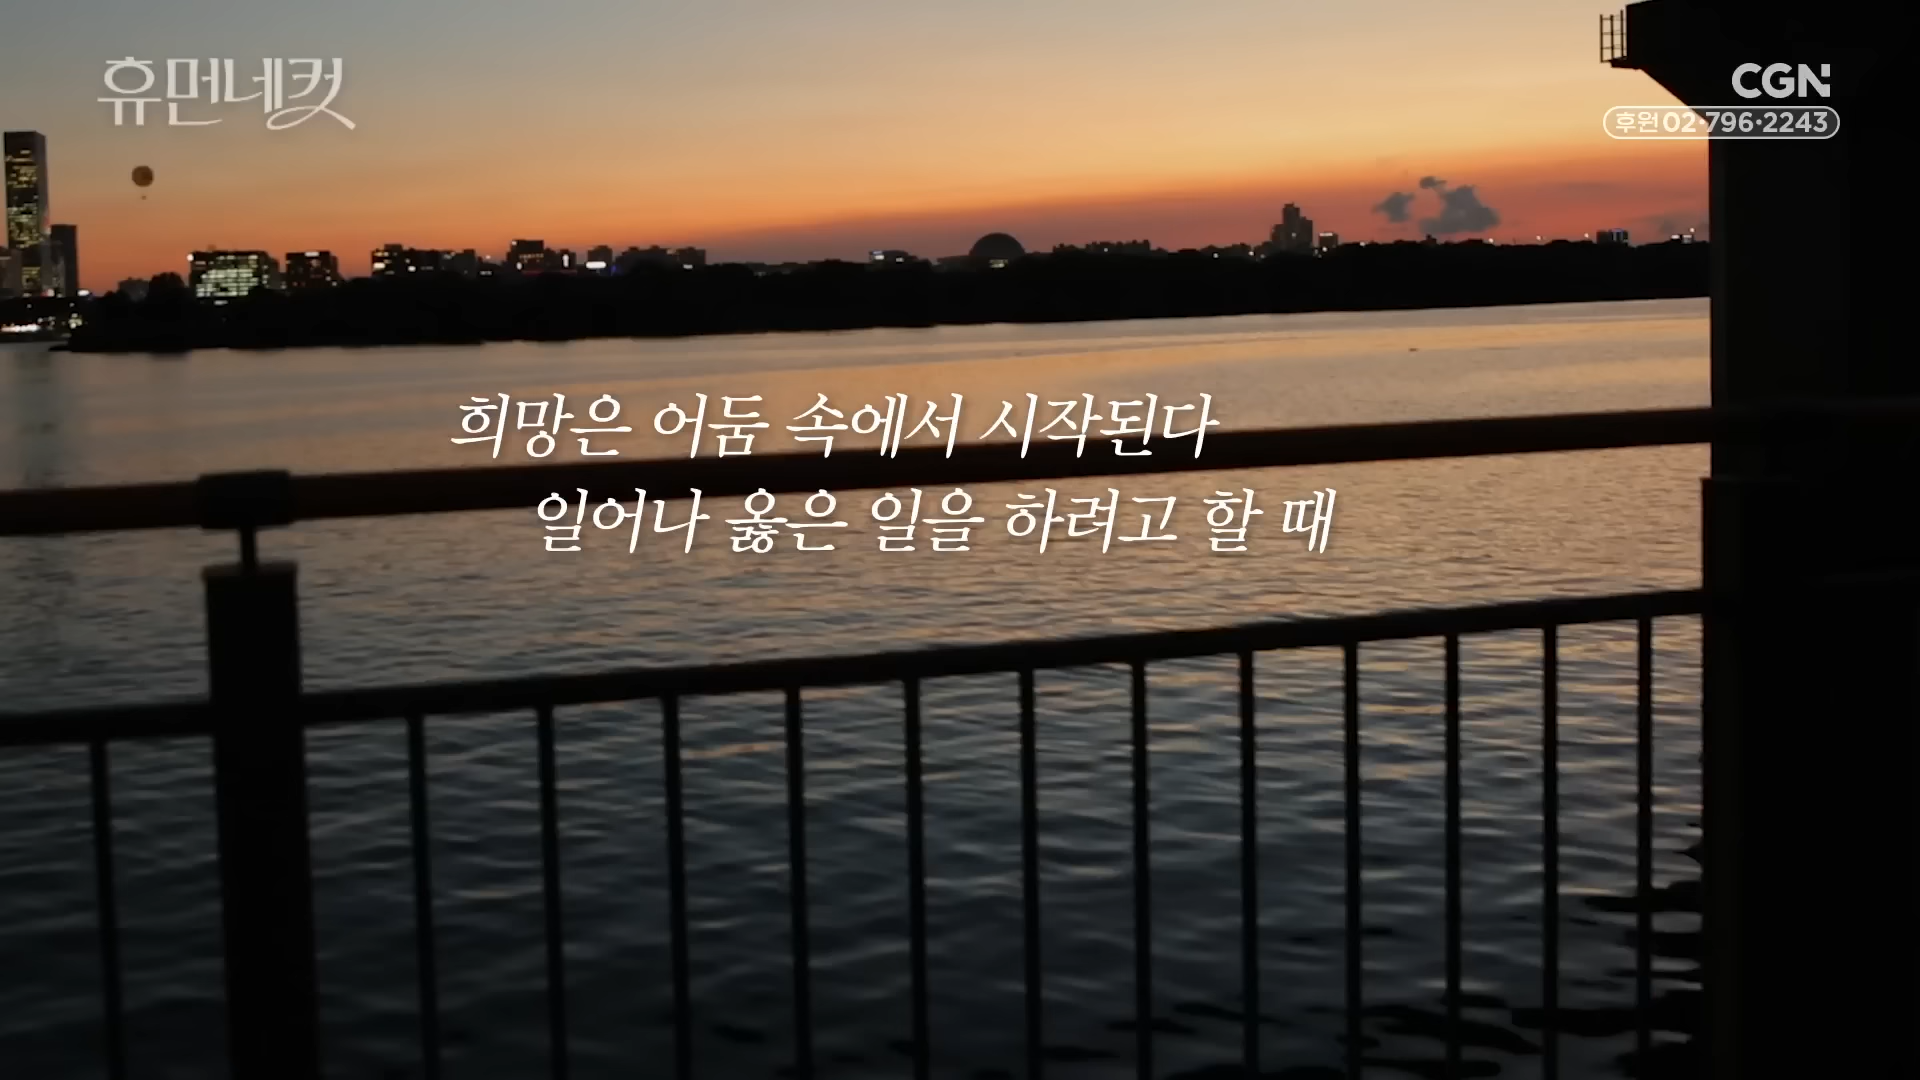 휴먼네컷
CGN
후원 02·796·2243
희망은 어둠 속에서 시작된다
일어나 옳은 일을 하려고 할 때